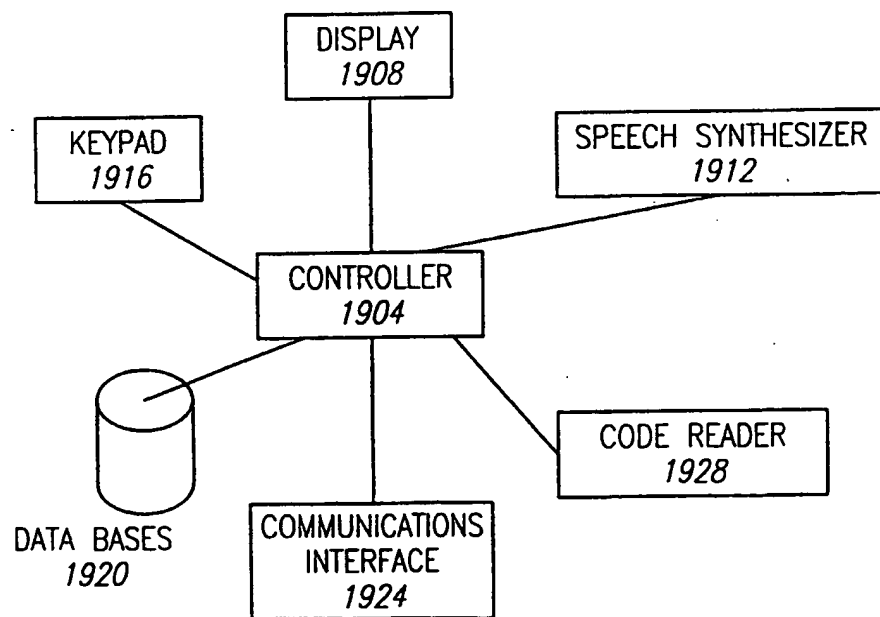 DISPLAY
1908
KEYPAD
1916
SPEECH SYNTHESIZER
1912
CONTROLLER
1904
CODE READER
1928
DATA BASES
1920
COMMUNICATIONS
INTERFACE
1924